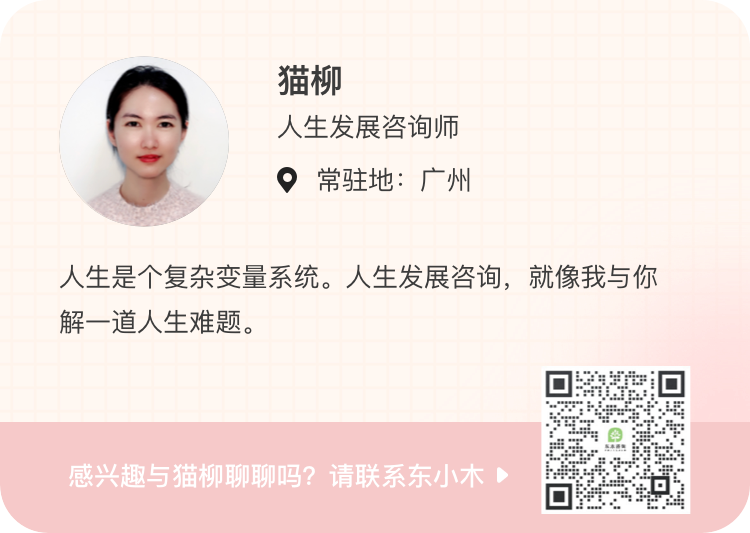 猫柳
人生发展咨询师
常驻地：广州
人生是个复杂变量系统。人生发展咨询，就像我与你
解一道人生难题。
感兴趣与猫柳聊聊吗？请联系东小木